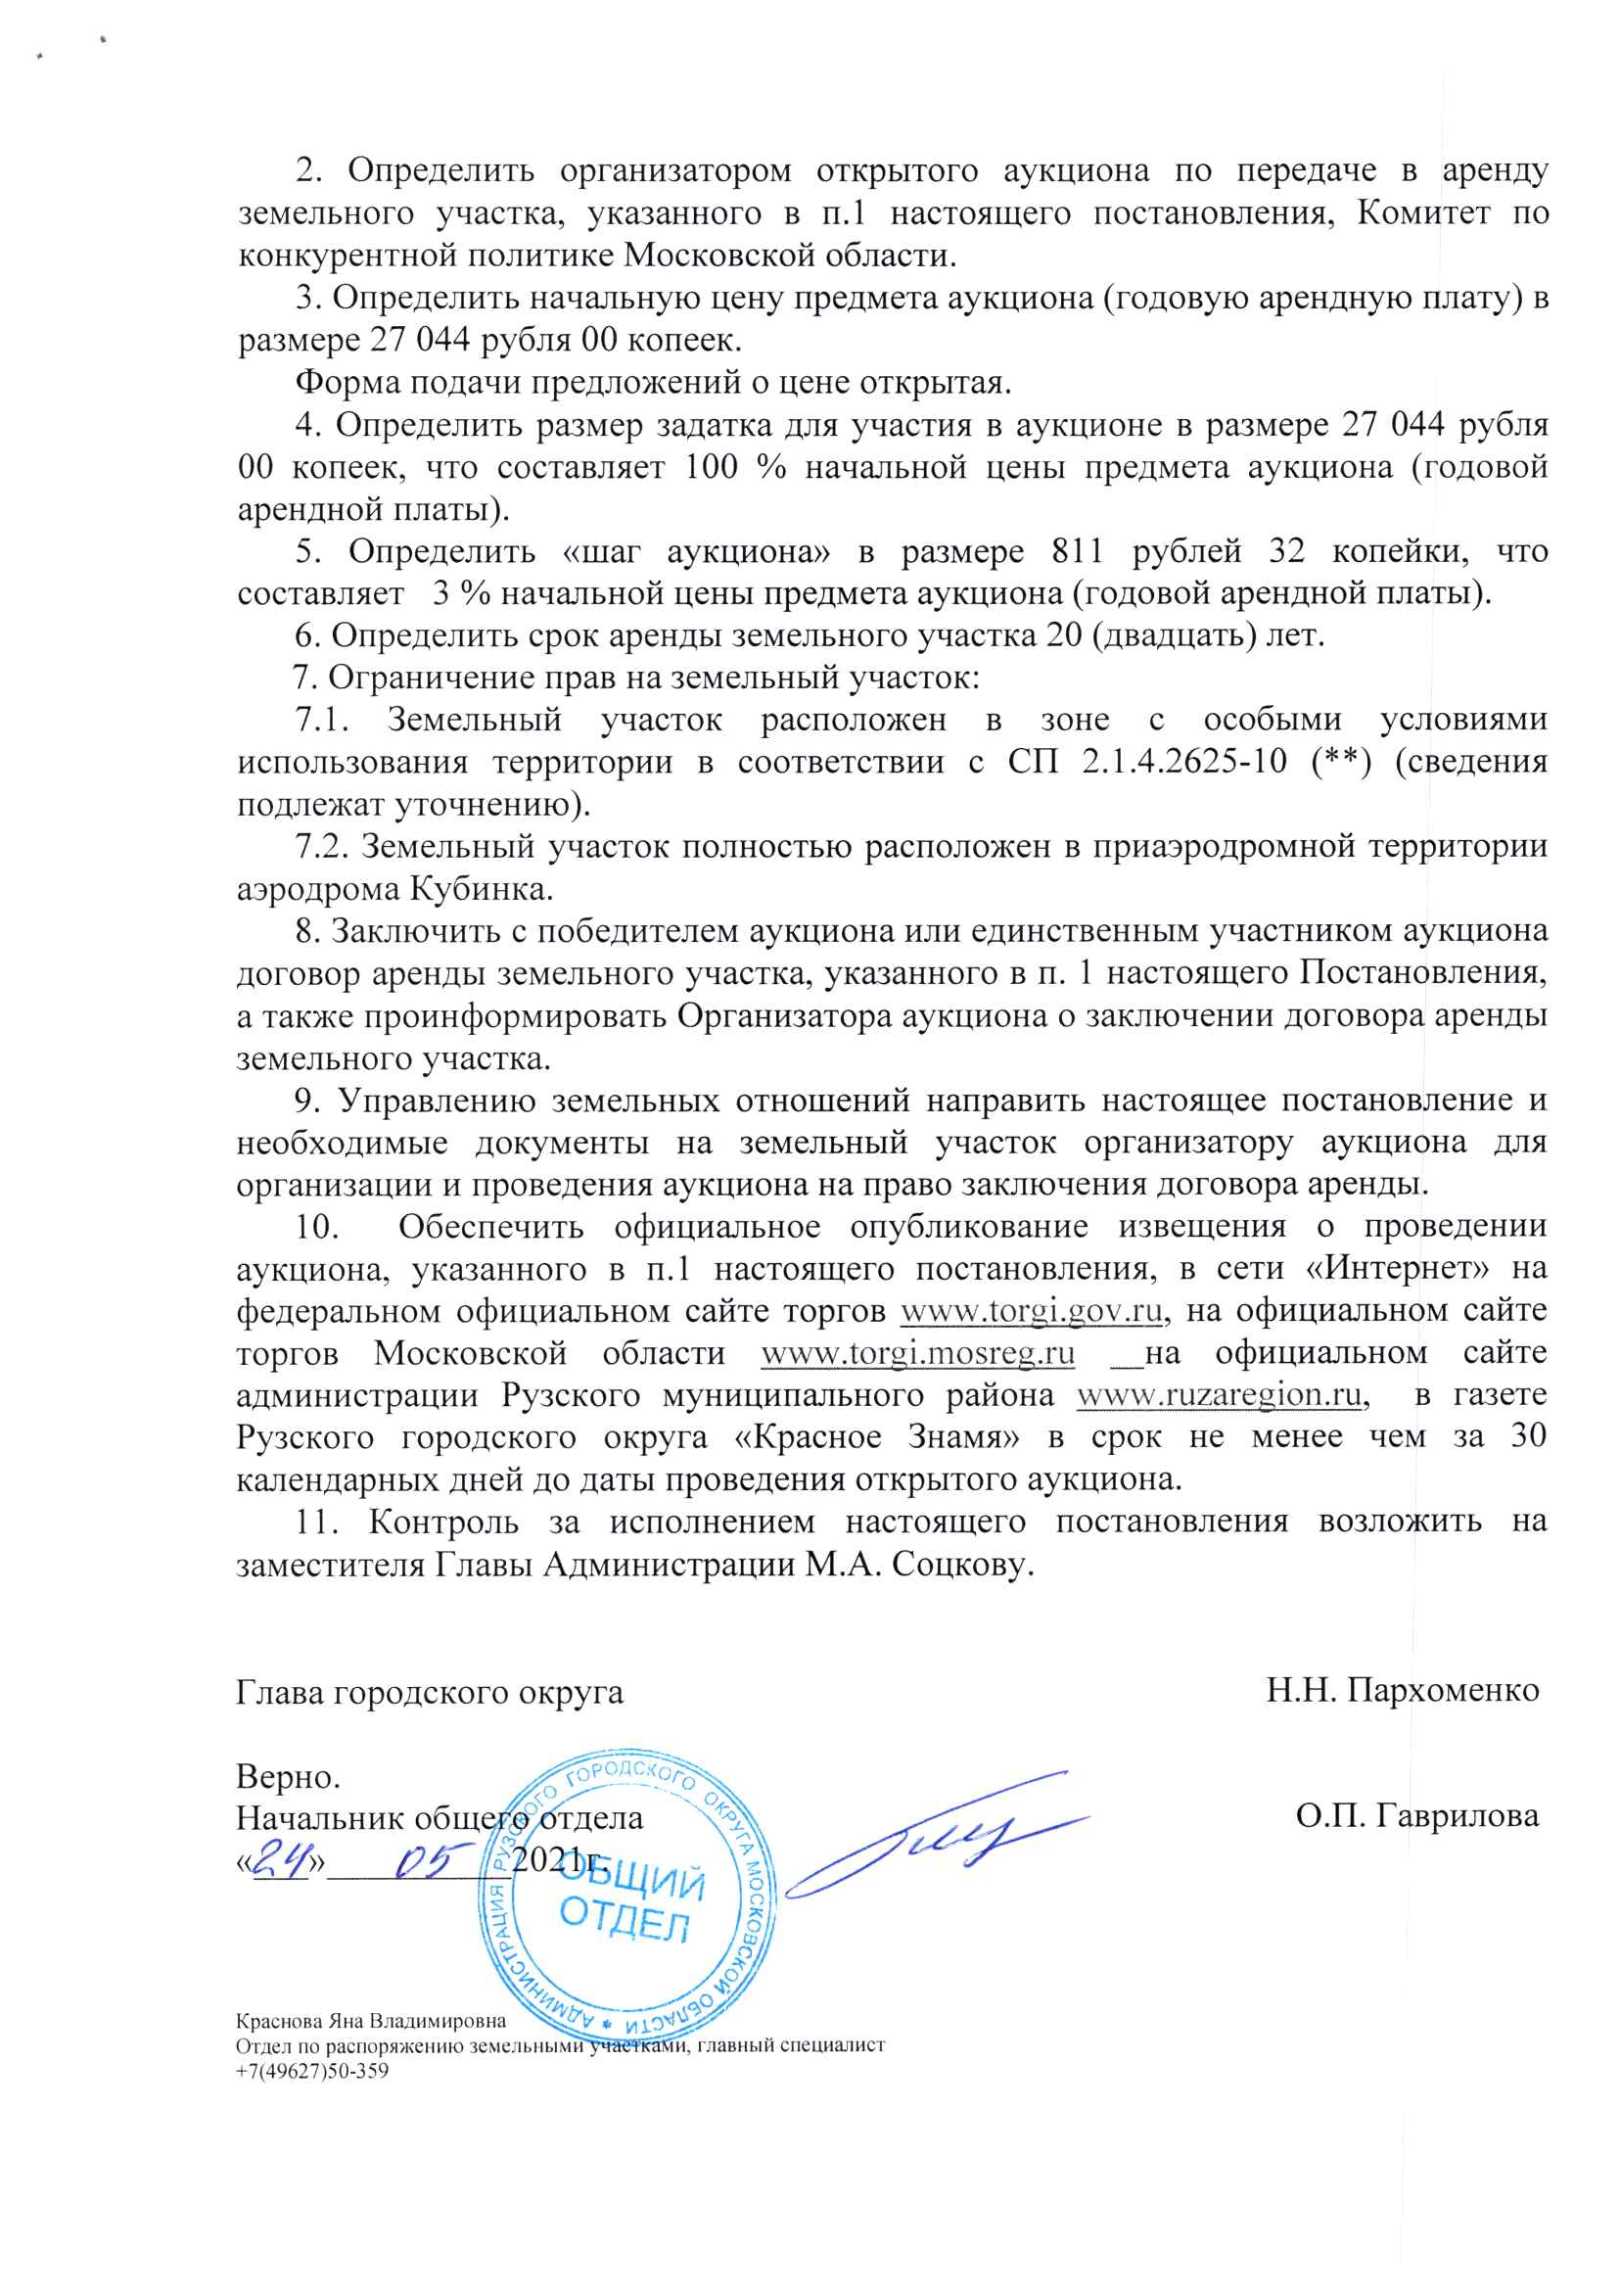 2. Определить организатором открытого аукциона по передаче в аренду
земельного участка, указанного в п.1 настоящего постановления, Комитет по
конкурентной политике Московской области.
3. Определить начальную цену предмета аукциона (годовую арендную плату) в
размере 27 044 рубля 00 копеек.
Форма подачи предложений о цене открытая.
4. Определить размер задатка для участия в аукционе в размере 27 044 рубля
00 копеек, что составляет 100 % начальной цены предмета аукциона (годовой
арендной платы).
5. Определить «шаг аукциона» в размере 811 рублей 32 копейки, что
составляет 3 % начальной цены предмета аукциона (годовой арендной платы).
6. Определить срок аренды земельного участка 20 (двадцать) лет.
7. Ограничение прав на земельный участок:
7.1. Земельный участок расположен в зоне с особыми условиями
использования территории в соответствии с СП 2.1.4.2625-10 (**) (сведения
подлежат уточнению).
7.2. Земельный участок полностью расположен в приаэродромной территории
аэродрома Кубинка.
8. Заключить с победителем аукциона или единственным участником аукциона
договор аренды земельного участка, указанного в п. 1 настоящего Постановления,
а также проинформировать Организатора аукциона о заключении договора аренды
земельного участка.
9. Управлению земельных отношений направить настоящее постановление и
необходимые документы на земельный участок организатору аукциона для
организации и проведения аукциона на право заключения договора аренды.
10. Обеспечить официальное опубликование извещения о проведении
аукциона, указанного в п.1 настоящего постановления, в сети «Интернет» на
федеральном официальном сайте торгов www.torgi.gov.ru, на официальном сайте
торгов Московской области www.torgi.mosreg.ru __на официальном сайте
администрации Рузского муниципального района www.ruzaregion.ru, в газете
Рузского городского округа «Красное Знамя» в срок не менее чем за 30
календарных дней до даты проведения открытого аукциона.
11. Контроль за исполнением настоящего постановления возложить на
заместителя Главы Администрации М.А. Соцкову.
Глава городского округа Н.Н. Пархоменко
Верно.
Начальник общего отдела О.П. Гаврилова
«24» 05 2021г.
АДМИНИСТРАЦИЯ РУЗСКОГО ГОРОДСКОГО ОКРУГА МОСКОВСКОЙ ОБЛАСТИ *
ОБЩИЙ
ОТДЕЛ
Краснова Яна Владимировна
Отдел по распоряжению земельными участками, главный специалист
+7(49627)50-359